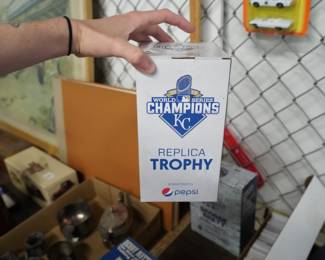 WORLD SERIES
CHAMPIONS
KC
REPLICA
TROPHY
pepsi